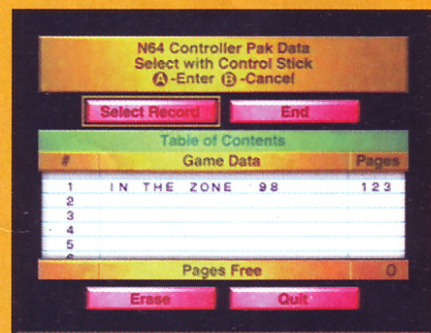 N64 Controller Pak Data
Select with Control Stick
A -Enter B -Cancel
Select Record End
Table of Contents
# Game Data Pages
1 IN THE ZONE '98 123
2
3
4
5
6
Pages Free 0
Erase Quit